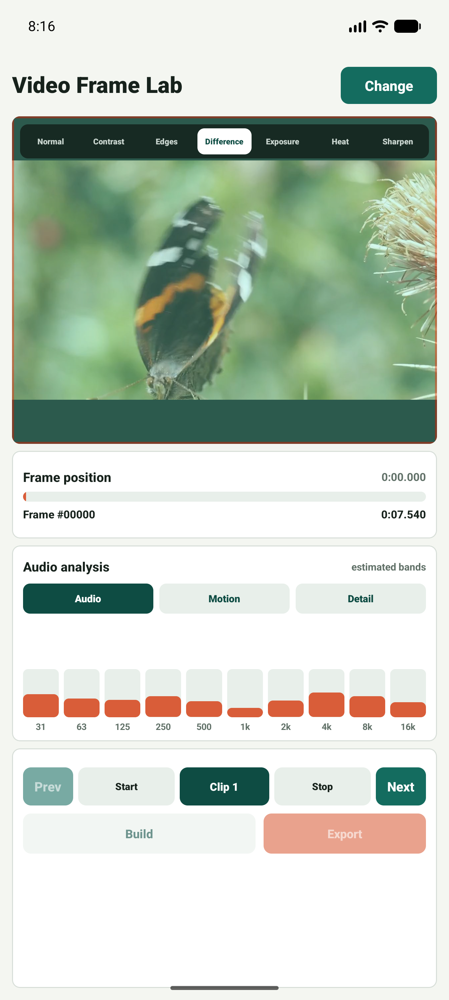 8:16
Video Frame Lab
Change
Normal Contrast Edges Difference Exposure Heat Sharpen
Frame position 0:00.000
Frame #00000 0:07.540
Audio analysis estimated bands
Audio Motion Detail
31 63 125 250 500 1k 2k 4k 8k 16k
Prev Start Clip 1 Stop Next
Build Export